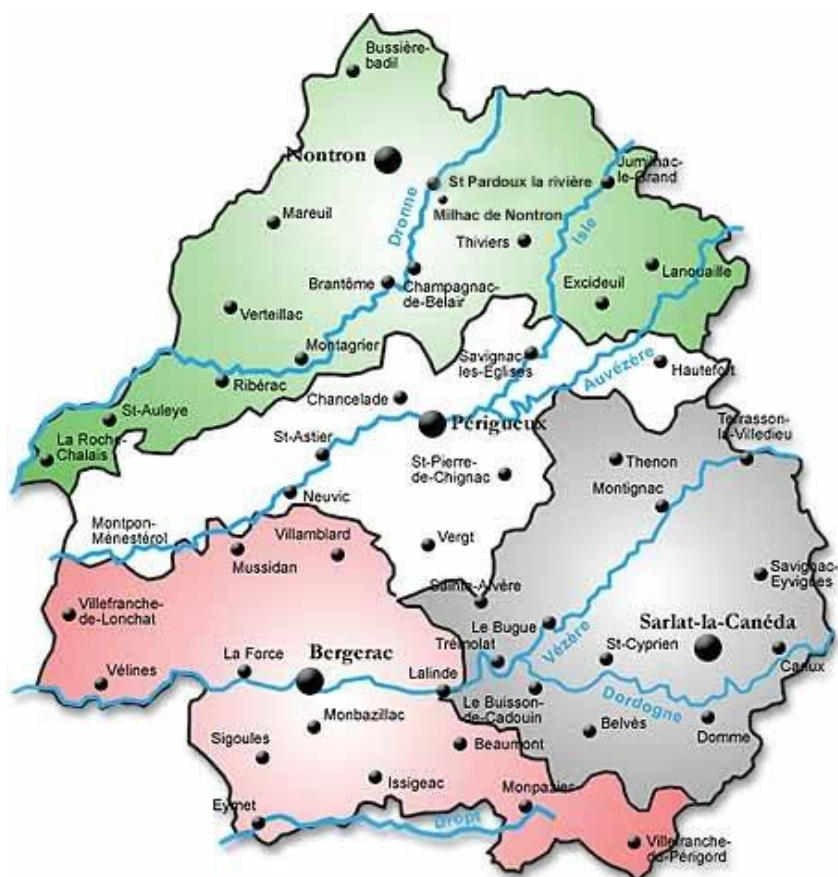 Bussière-
badil
Nontron
Jumilhac-
le-Grand
St Pardoux la rivière
Milhac de Nontron
Mareuil
Dronne
Thiviers
Isle
Lanouaille
Brantôme
Champagnac-
de-Belair
Excideuil
Verteillac
Montagrier
Savignac-
les-Eglises
Auvézère
Hautefort
Ribérac
Chancelade
St-Auleye
Périgueux
Terrasson-
la-Villedieu
La Roche-
Chalais
St-Astier
St-Pierre-
de-Chignac
Thenon
Montignac
Neuvic
Montpon-
Ménestérol
Villamblard
Vergt
Mussidan
Savignac-
Eyvigues
Sainte-Alvère
Villefranche-
de-Lonchat
Le Bugue
Vézère
Sarlat-la-Canéda
Trémolat
St-Cyprien
La Force
Bergerac
Carlux
Vélines
Lalinde
Le Buisson-
de-Cadouin
Dordogne
Monbazillac
Belvès
Domme
Sigoules
Beaumont
Issigeac
Monpazier
Eymet
Dropt
Villefranche-
du-Périgord